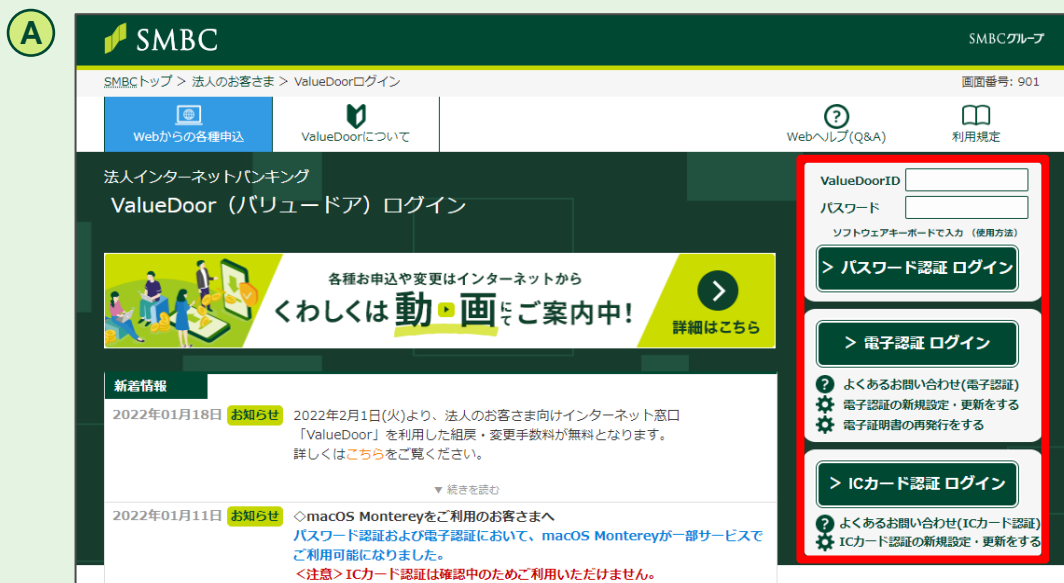 A
SMBC
SMBCグループ
SMBCトップ > 法人のお客さま > ValueDoorログイン
画面番号: 901
Webからの各種申込
ValueDoorについて
Webヘルプ(Q&A)
利用規定
法人インターネットバンキング
ValueDoor（バリュードア）ログイン
各種お申込や変更はインターネットから
くわしくは動画にてご案内中!
詳細はこちら
新着情報
2022年01月18日 お知らせ 2022年2月1日(火)より、法人のお客さま向けインターネット窓口
「ValueDoor」を利用した組戻・変更手数料が無料となります。
詳しくはこちらをご覧ください。
▼ 続きを読む
2022年01月11日 お知らせ ◇macOS Montereyをご利用のお客さまへ
パスワード認証および電子認証において、macOS Montereyが一部サービスで
ご利用可能になりました。
<注意>ICカード認証は確認中のためご利用いただけません。
ValueDoorID
パスワード
ソフトウェアキーボードで入力 （使用方法）
> パスワード認証 ログイン
> 電子認証 ログイン
? よくあるお問い合わせ(電子認証)
電子認証の新規設定・更新をする
電子証明書の再発行をする
> ICカード認証 ログイン
? よくあるお問い合わせ(ICカード認証)
ICカード認証の新規設定・更新をする